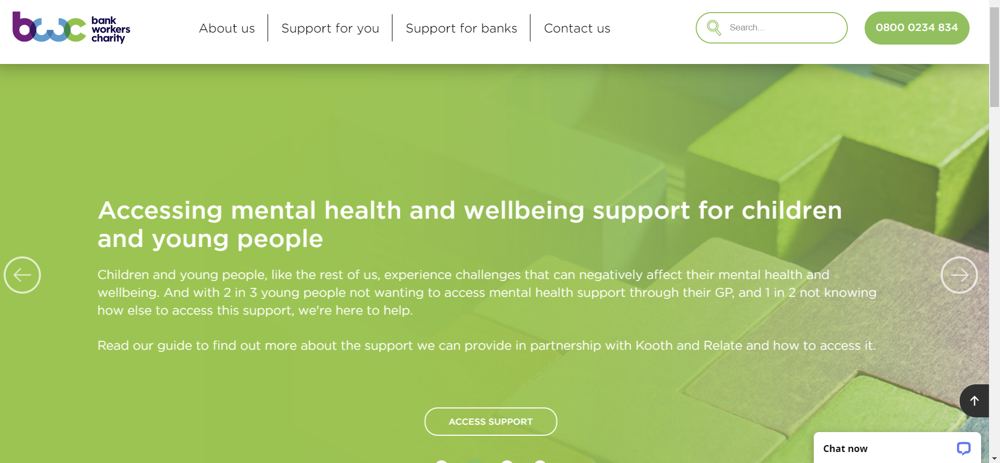 bwc
bank
workers
charity
About us
Support for you
Support for banks
Contact us
Search...
0800 0234 834
Accessing mental health and wellbeing support for children
and young people
Children and young people, like the rest of us, experience challenges that can negatively affect their mental health and
wellbeing. And with 2 in 3 young people not wanting to access mental health support through their GP, and 1 in 2 not knowing
how else to access this support, we're here to help.
Read our guide to find out more about the support we can provide in partnership with Kooth and Relate and how to access it.
ACCESS SUPPORT
Chat now